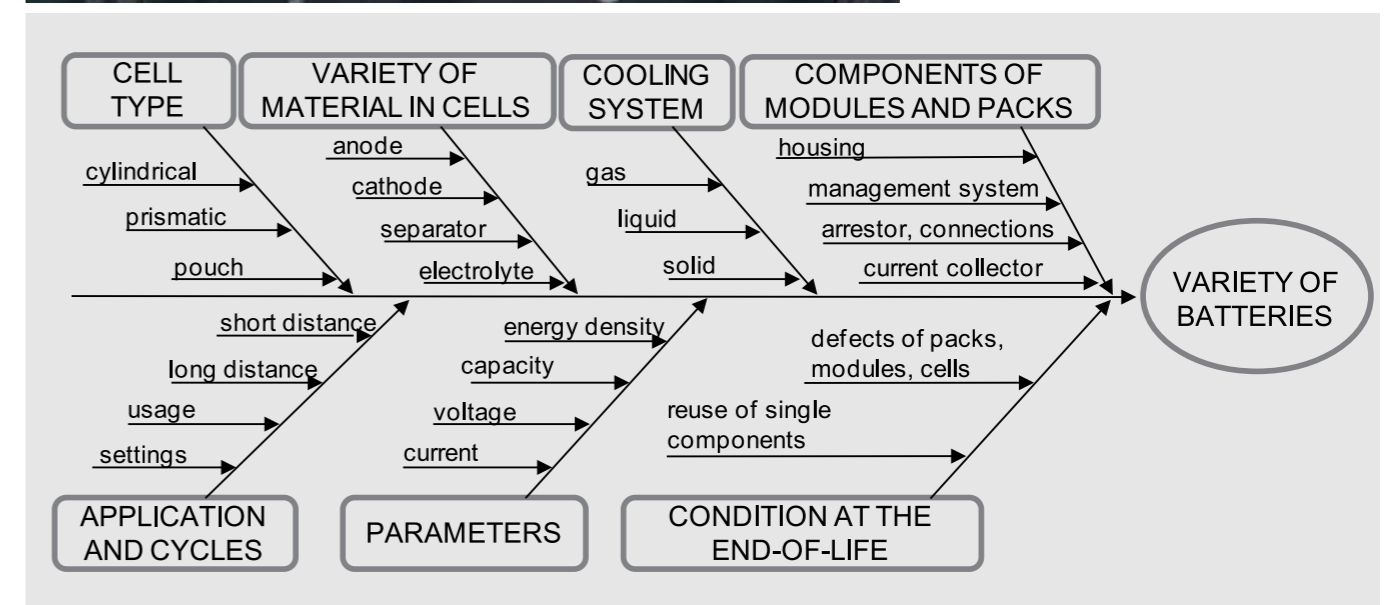 CELL
TYPE
VARIETY OF
MATERIAL IN CELLS
COOLING
SYSTEM
COMPONENTS OF
MODULES AND PACKS
cylindrical
prismatic
pouch
anode
cathode
separator
electrolyte
gas
liquid
solid
housing
management system
arrestor, connections
current collector
VARIETY OF
BATTERIES
short distance
long distance
usage
settings
energy density
capacity
voltage
current
defects of packs,
modules, cells
reuse of single
components
APPLICATION
AND CYCLES
PARAMETERS
CONDITION AT THE
END-OF-LIFE